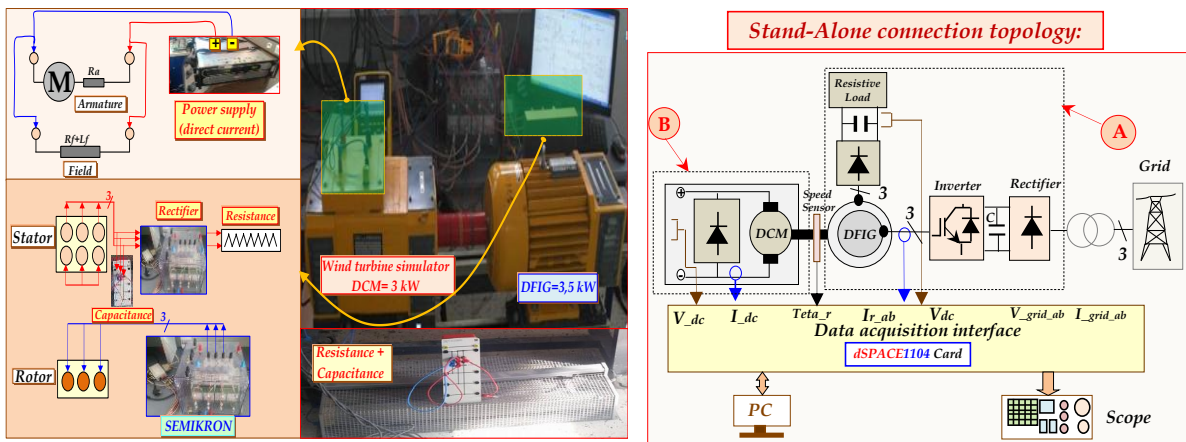 M
Ra
Armature
Rf+Lf
Field
+ -
Power supply
(direct current)
3
Stator
Rectifier
Resistance
Capacitance
3
Rotor
SEMIKRON
Wind turbine simulator
DCM= 3 kW
DFIG=3,5 kW
Resistance +
Capacitance
Stand-Alone connection topology:
Resistive
Load
A
B
Grid
3
Speed
Sensor
3
Inverter
Rectifier
C
DCM
DFIG
3
V_dc
I_dc
Teta_r
Ir_ab
Vdc
V_grid_ab
I_grid_ab
Data acquisition interface
dSPACE1104 Card
PC
Scope